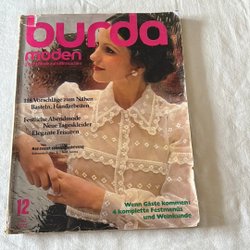 burda
moden
118 Vorschläge zum Nähen
Basteln, Handarbeiten
Festliche Abendmode
Neue Tageskleider
Elegante Frisuren
12
Wenn Gäste kommen:
4 komplette Festmenüs
und Weinkunde